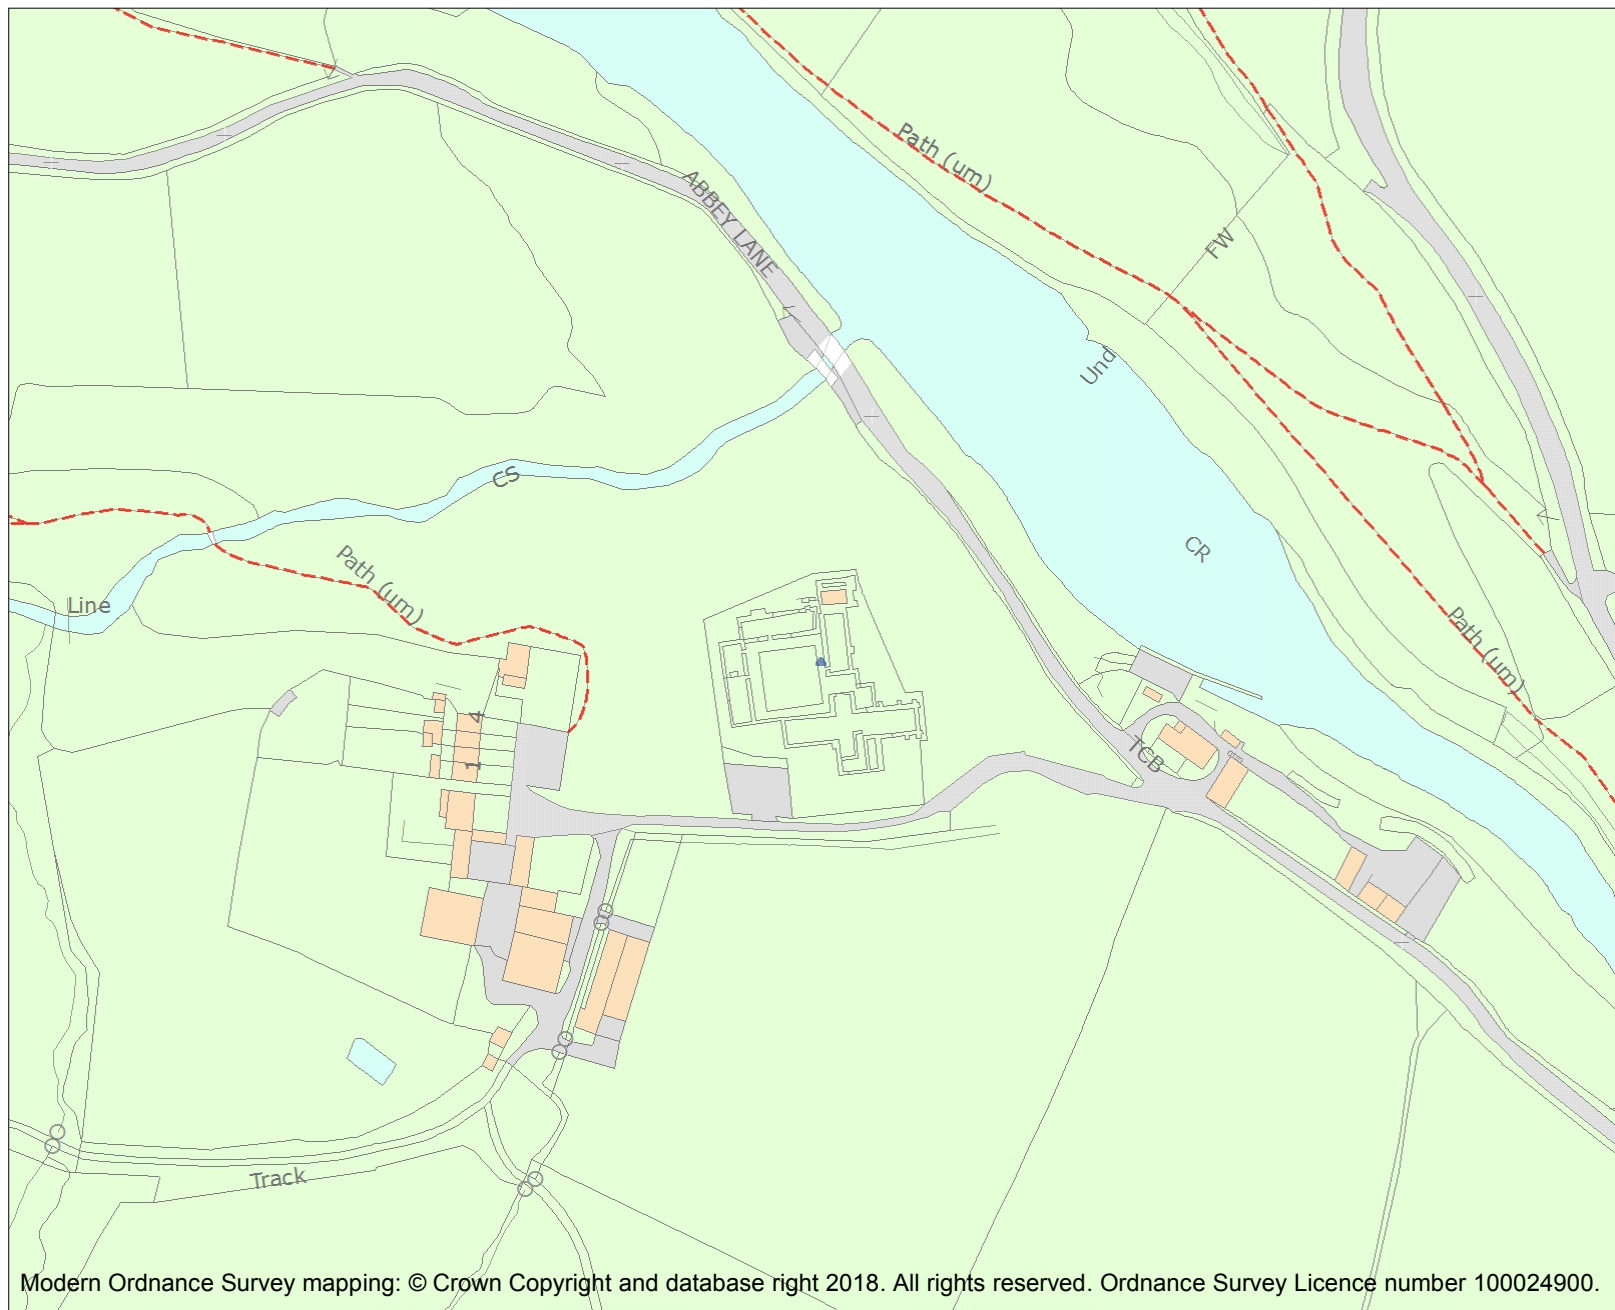 Path (um)
ABBEY LANE
FW
Und
CS
CR
Path (um)
Line
Path (um)
4
1
TCB
Track
Modern Ordnance Survey mapping: © Crown Copyright and database right 2018. All rights reserved. Ordnance Survey Licence number 100024900.